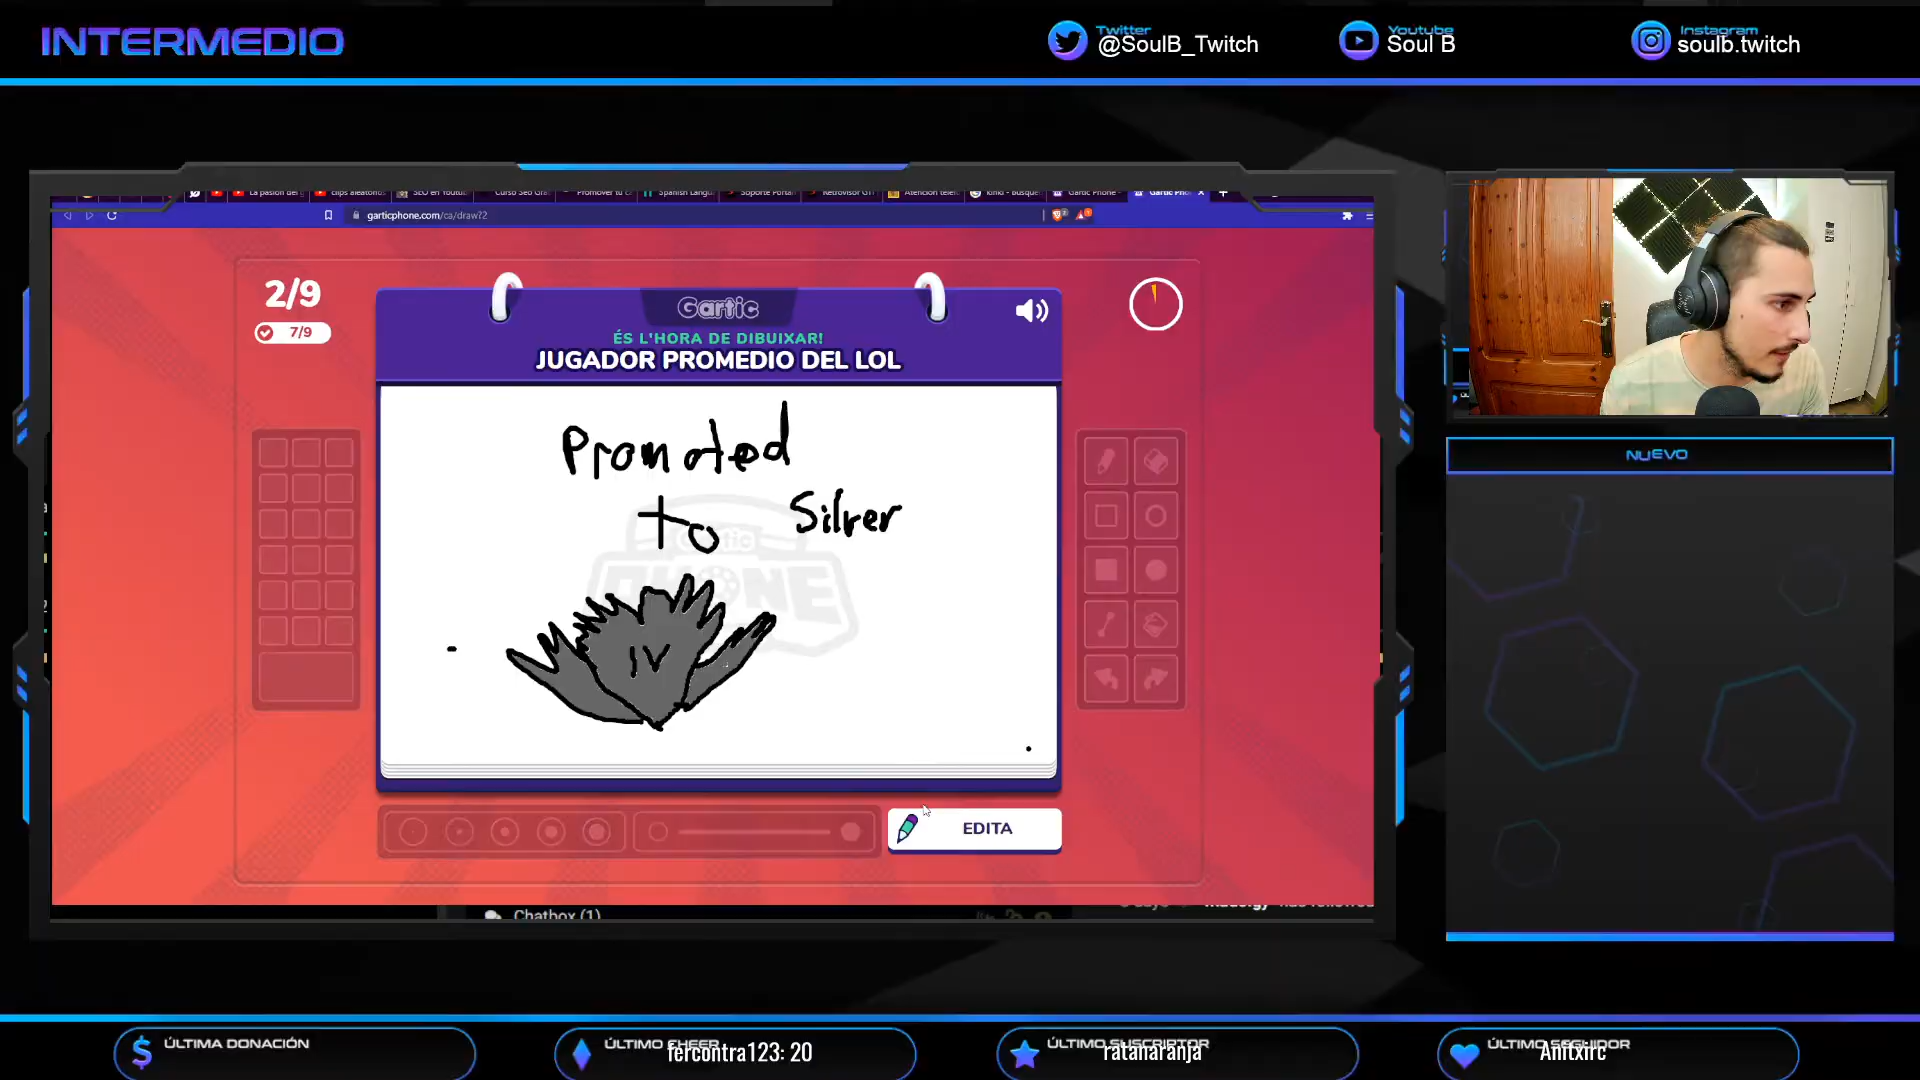 INTERMEDIO
Twitter
@SoulB_Twitch
Youtube
Soul B
Instagram
soulb.twitch
garticphone.com/ca/draw?2
2/9
7/9
Gartic
ÉS L'HORA DE DIBUIXAR!
JUGADOR PROMEDIO DEL LOL
Promoted
to Silver
Gartic
PHONE
IV
EDITA
Chatbox (1)
NUEVO
ÚLTIMA DONACIÓN
ÚLTIMO CHEER
fercontra123: 20
ÚLTIMO SUSCRIPTOR
ratanaranja
ÚLTIMO SEGUIDOR
Anitxirc